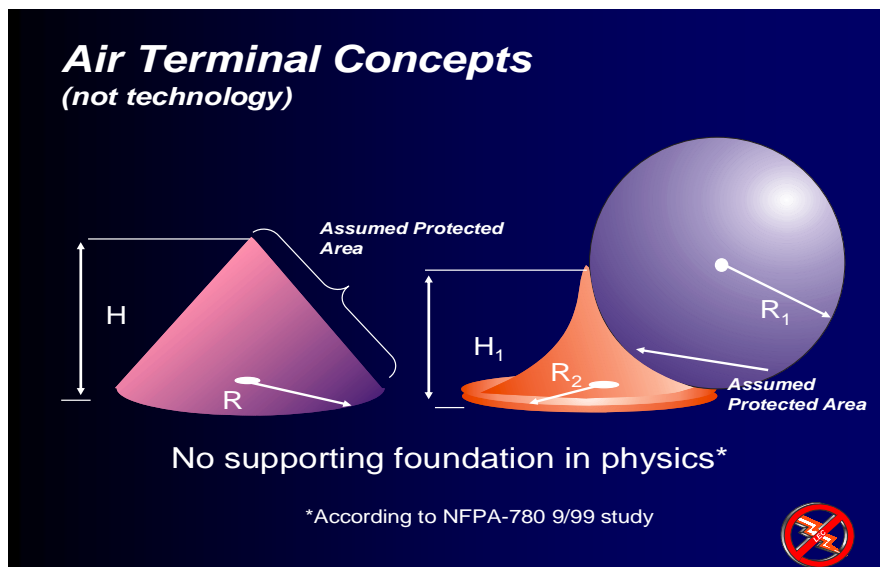 Air Terminal Concepts
(not technology)
Assumed Protected
Area
H
R
H₁
R₂
R₁
Assumed
Protected Area
No supporting foundation in physics*
*According to NFPA-780 9/99 study